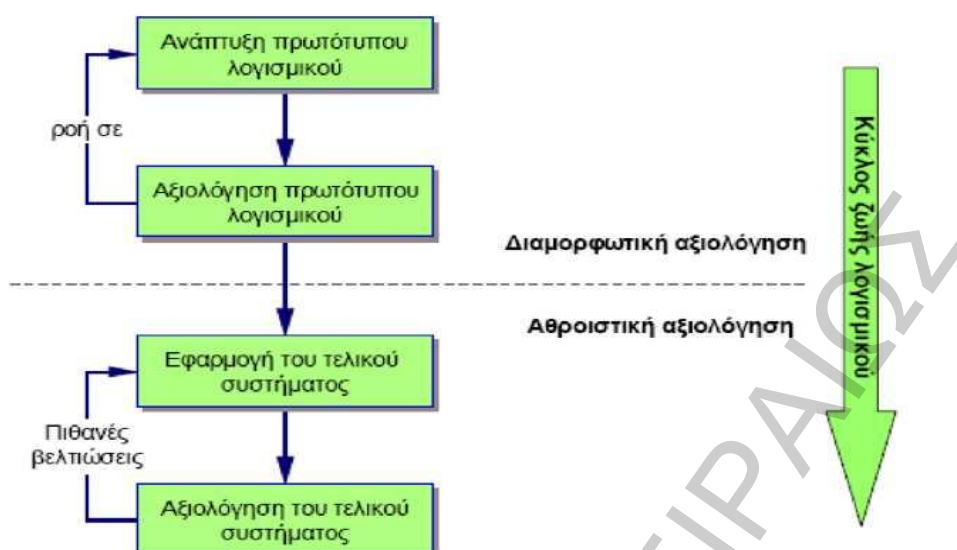 Ανάπτυξη πρωτότυπου
λογισμικού
ροή σε
Αξιολόγηση πρωτότυπου
λογισμικού
Διαμορφωτική αξιολόγηση
Αθροιστική αξιολόγηση
Εφαρμογή του τελικού
συστήματος
Πιθανές
βελτιώσεις
Αξιολόγηση του τελικού
συστήματος
Κύκλος ζωής λογισμικού
ΕΙΡΑΙΩΣ